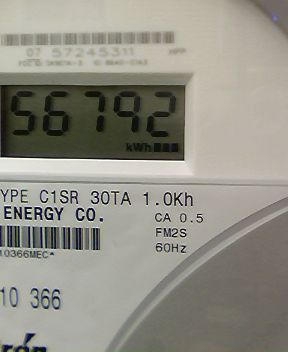 07 57245311
56792
kWh
YPE C1SR 30TA 1.0Kh
ENERGY CO. CA 0.5
FM2S
10366MEC
60Hz
10 366
rón